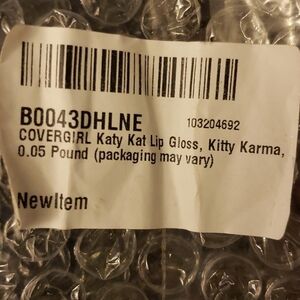 B0043DHLNE 103204692
COVERGIRL Katy Kat Lip Gloss, Kitty Karma,
0.05 Pound (packaging may vary)
NewItem